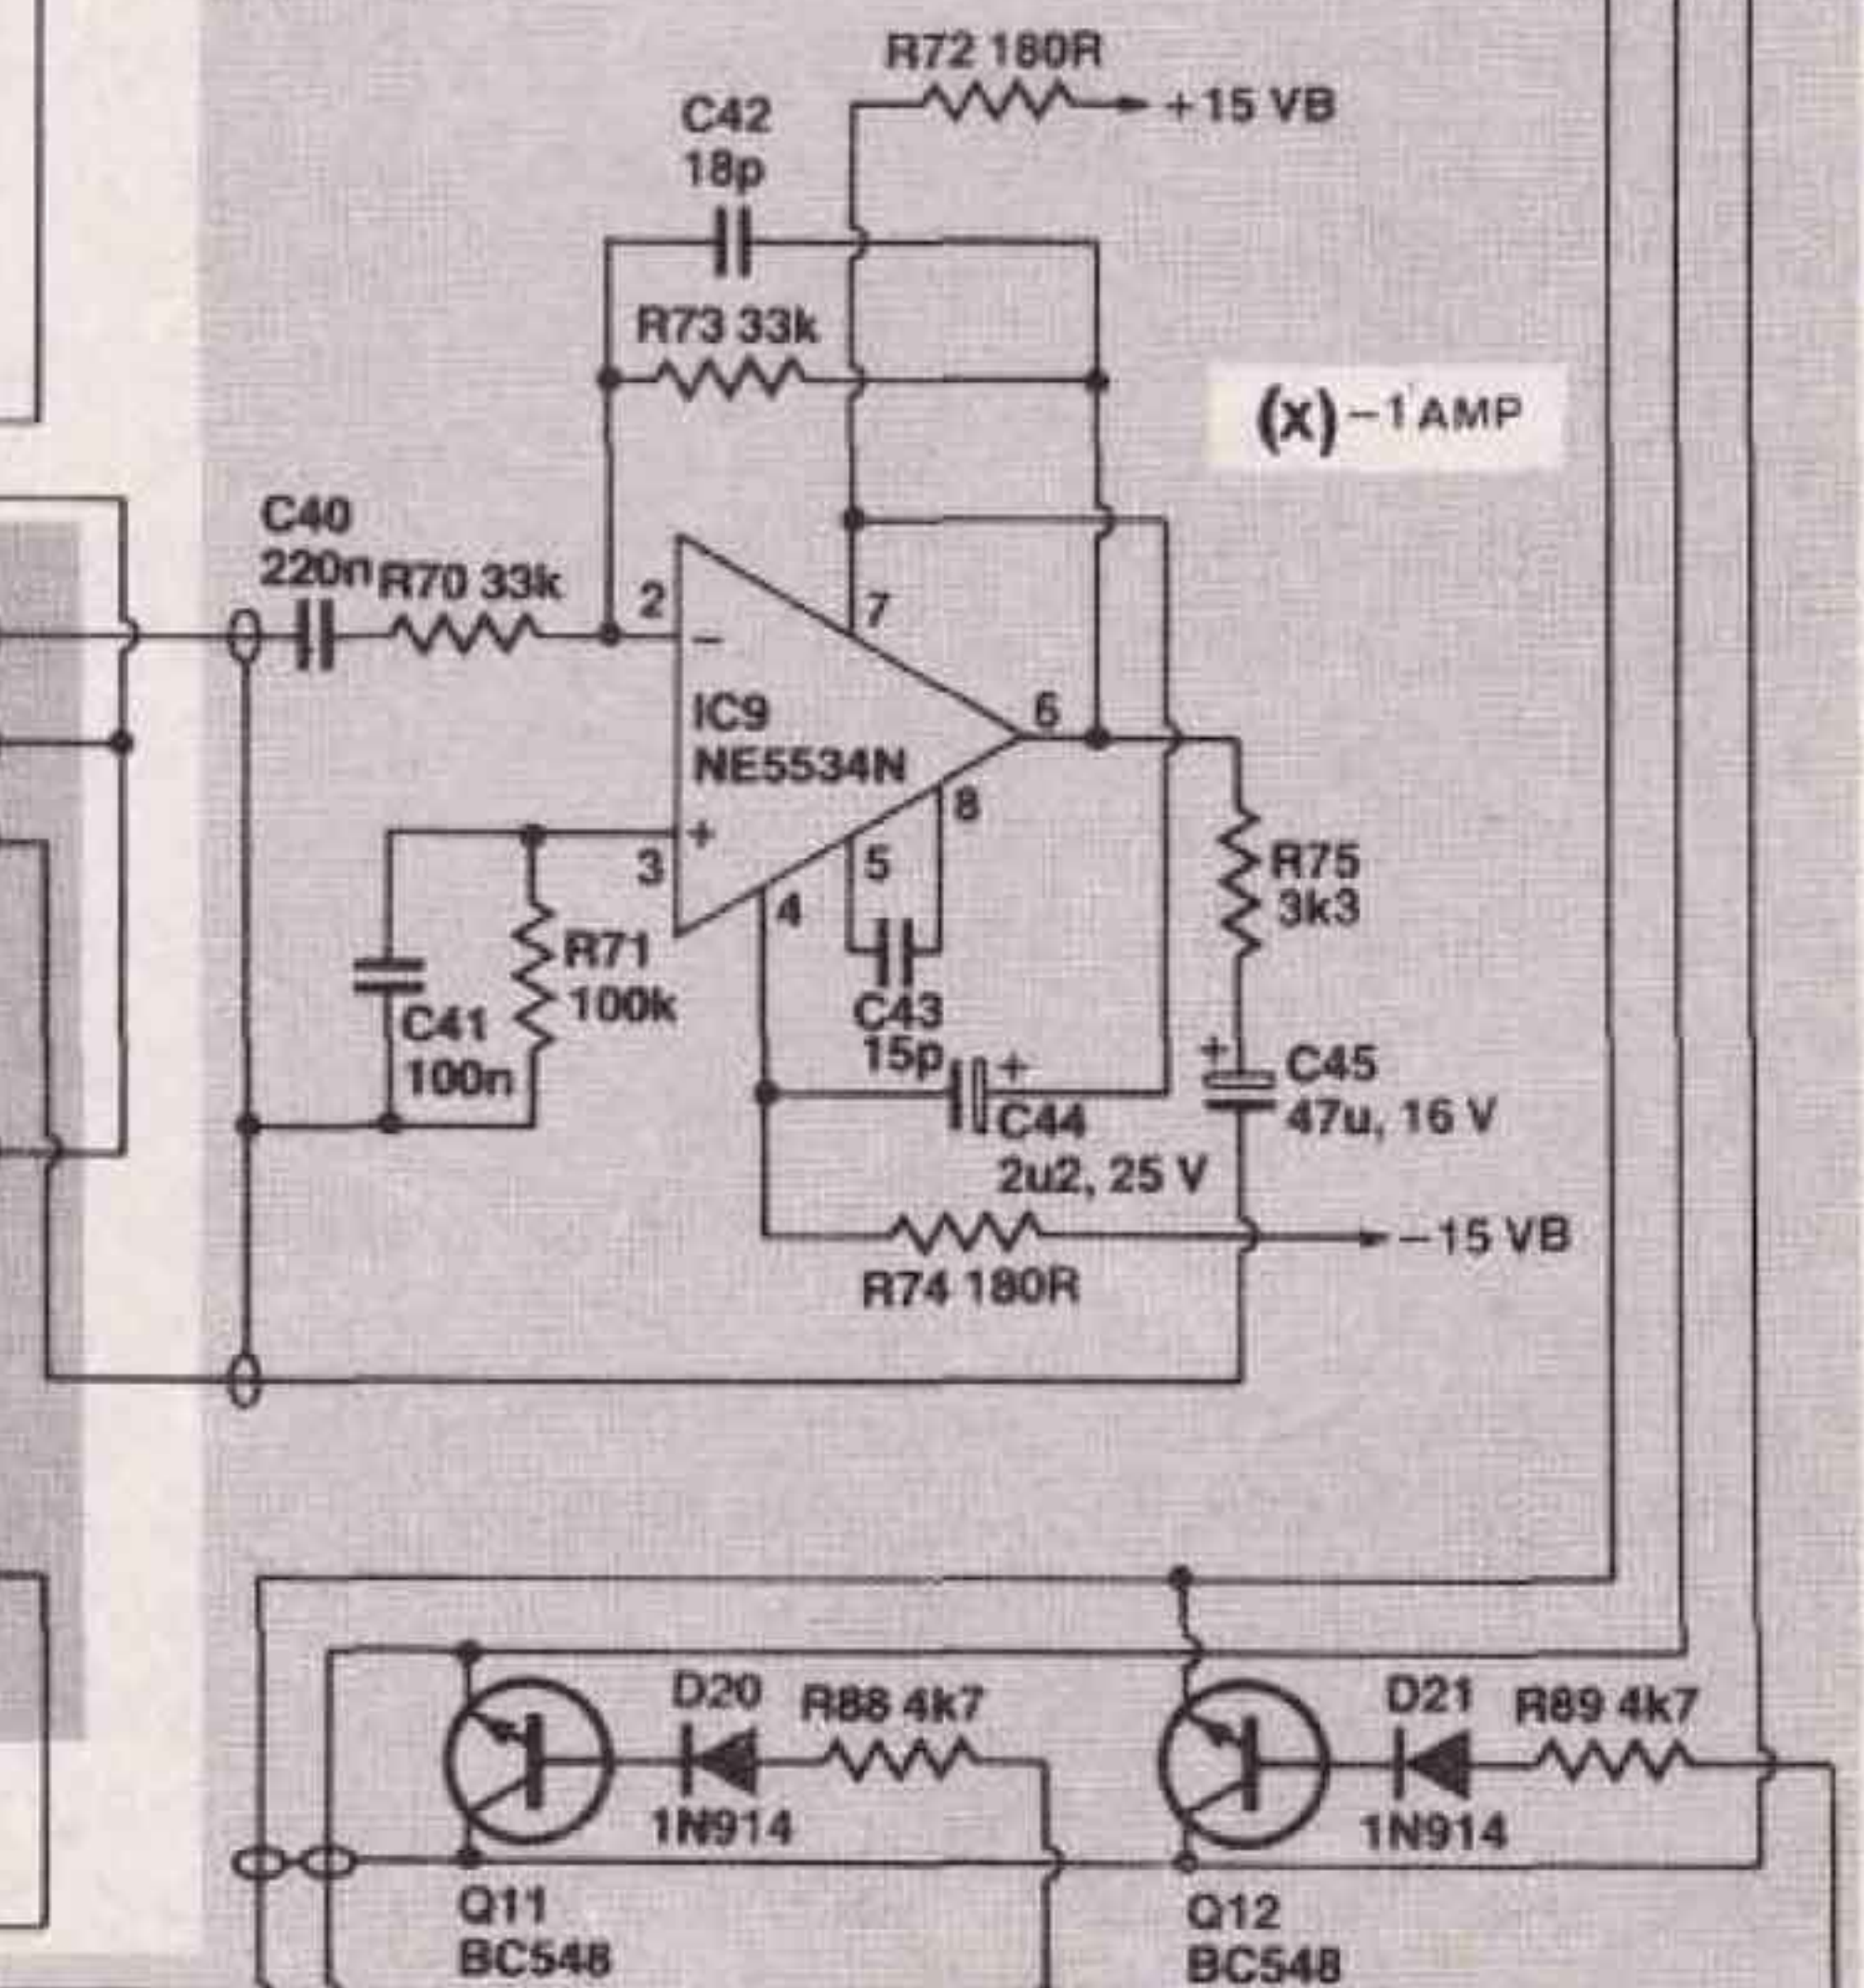 R72 180R
+15 VB
C42
18p
R73 33k
(x) -1 AMP
C40
220n
R70 33k
2
7
−
IC9
NE5534N
6
8
+
3
5
4
R75
3k3
R71
100k
C41
100n
C43
15p
+
C44
2u2, 25 V
+
C45
47u, 16 V
−15 VB
R74 180R
D20
R88 4k7
D21
R89 4k7
1N914
1N914
Q11
BC548
Q12
BC548